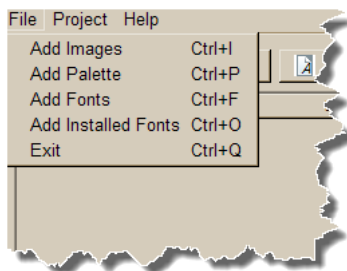 File Project Help
Add Images Ctrl+I
Add Palette Ctrl+P
Add Fonts Ctrl+F
Add Installed Fonts Ctrl+O
Exit Ctrl+Q
A